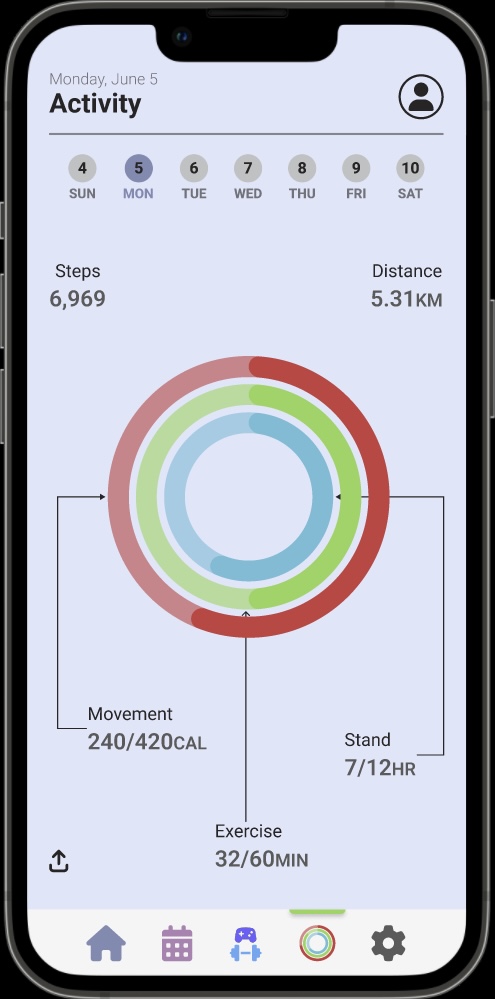 Monday, June 5
Activity
4 5 6 7 8 9 10
SUN MON TUE WED THU FRI SAT
Steps Distance
6,969 5.31KM
Movement
240/420CAL
Stand
7/12HR
Exercise
32/60MIN